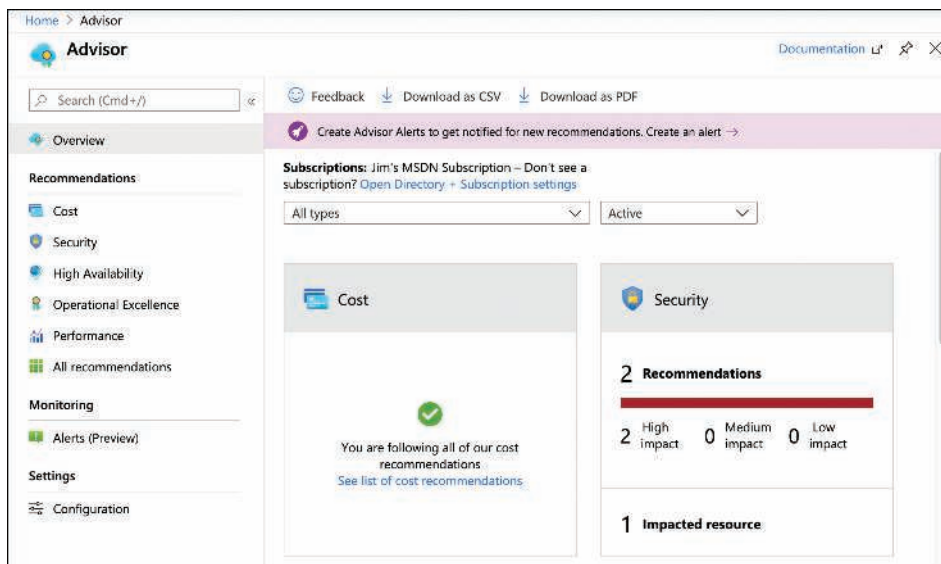 Home > Advisor
Advisor
Documentation
Search (Cmd+/)
«
Overview
Recommendations
Cost
Security
High Availability
Operational Excellence
Performance
All recommendations
Monitoring
Alerts (Preview)
Settings
Configuration
Feedback Download as CSV Download as PDF
Create Advisor Alerts to get notified for new recommendations. Create an alert →
Subscriptions: Jim's MSDN Subscription – Don't see a
subscription? Open Directory + Subscription settings
All types
Active
Cost
You are following all of our cost
recommendations
See list of cost recommendations
Security
2 Recommendations
2 High impact 0 Medium impact 0 Low impact
1 Impacted resource